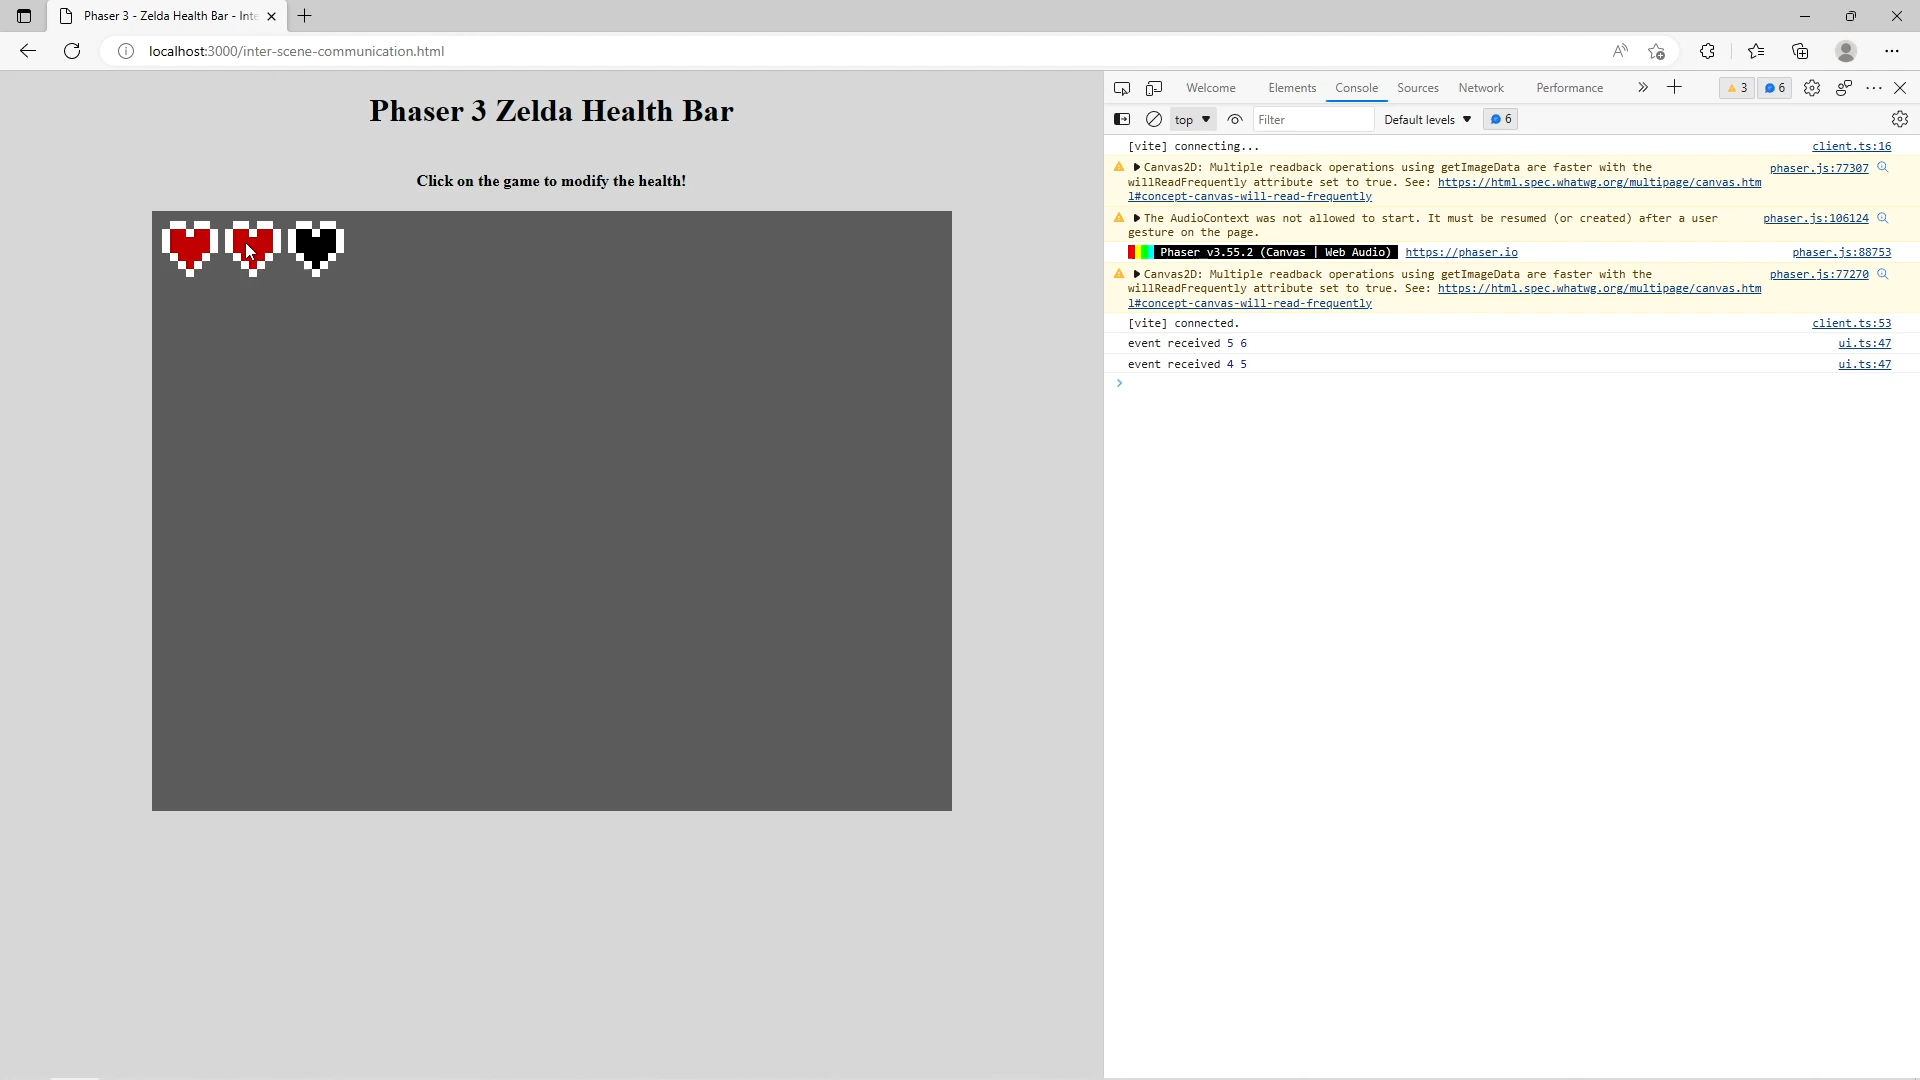 Phaser 3 - Zelda Health Bar - Inte
localhost:3000/inter-scene-communication.html
Phaser 3 Zelda Health Bar
Click on the game to modify the health!
Welcome Elements Console Sources Network Performance 3 6
top Filter Default levels 6
[vite] connecting... client.ts:16
Canvas2D: Multiple readback operations using getImageData are faster with the phaser.js:77307
willReadFrequently attribute set to true. See: https://html.spec.whatwg.org/multipage/canvas.htm
l#concept-canvas-will-read-frequently
The AudioContext was not allowed to start. It must be resumed (or created) after a user phaser.js:106124
gesture on the page.
Phaser v3.55.2 (Canvas | Web Audio) https://phaser.io phaser.js:88753
Canvas2D: Multiple readback operations using getImageData are faster with the phaser.js:77270
willReadFrequently attribute set to true. See: https://html.spec.whatwg.org/multipage/canvas.htm
l#concept-canvas-will-read-frequently
[vite] connected. client.ts:53
event received 5 6 ui.ts:47
event received 4 5 ui.ts:47